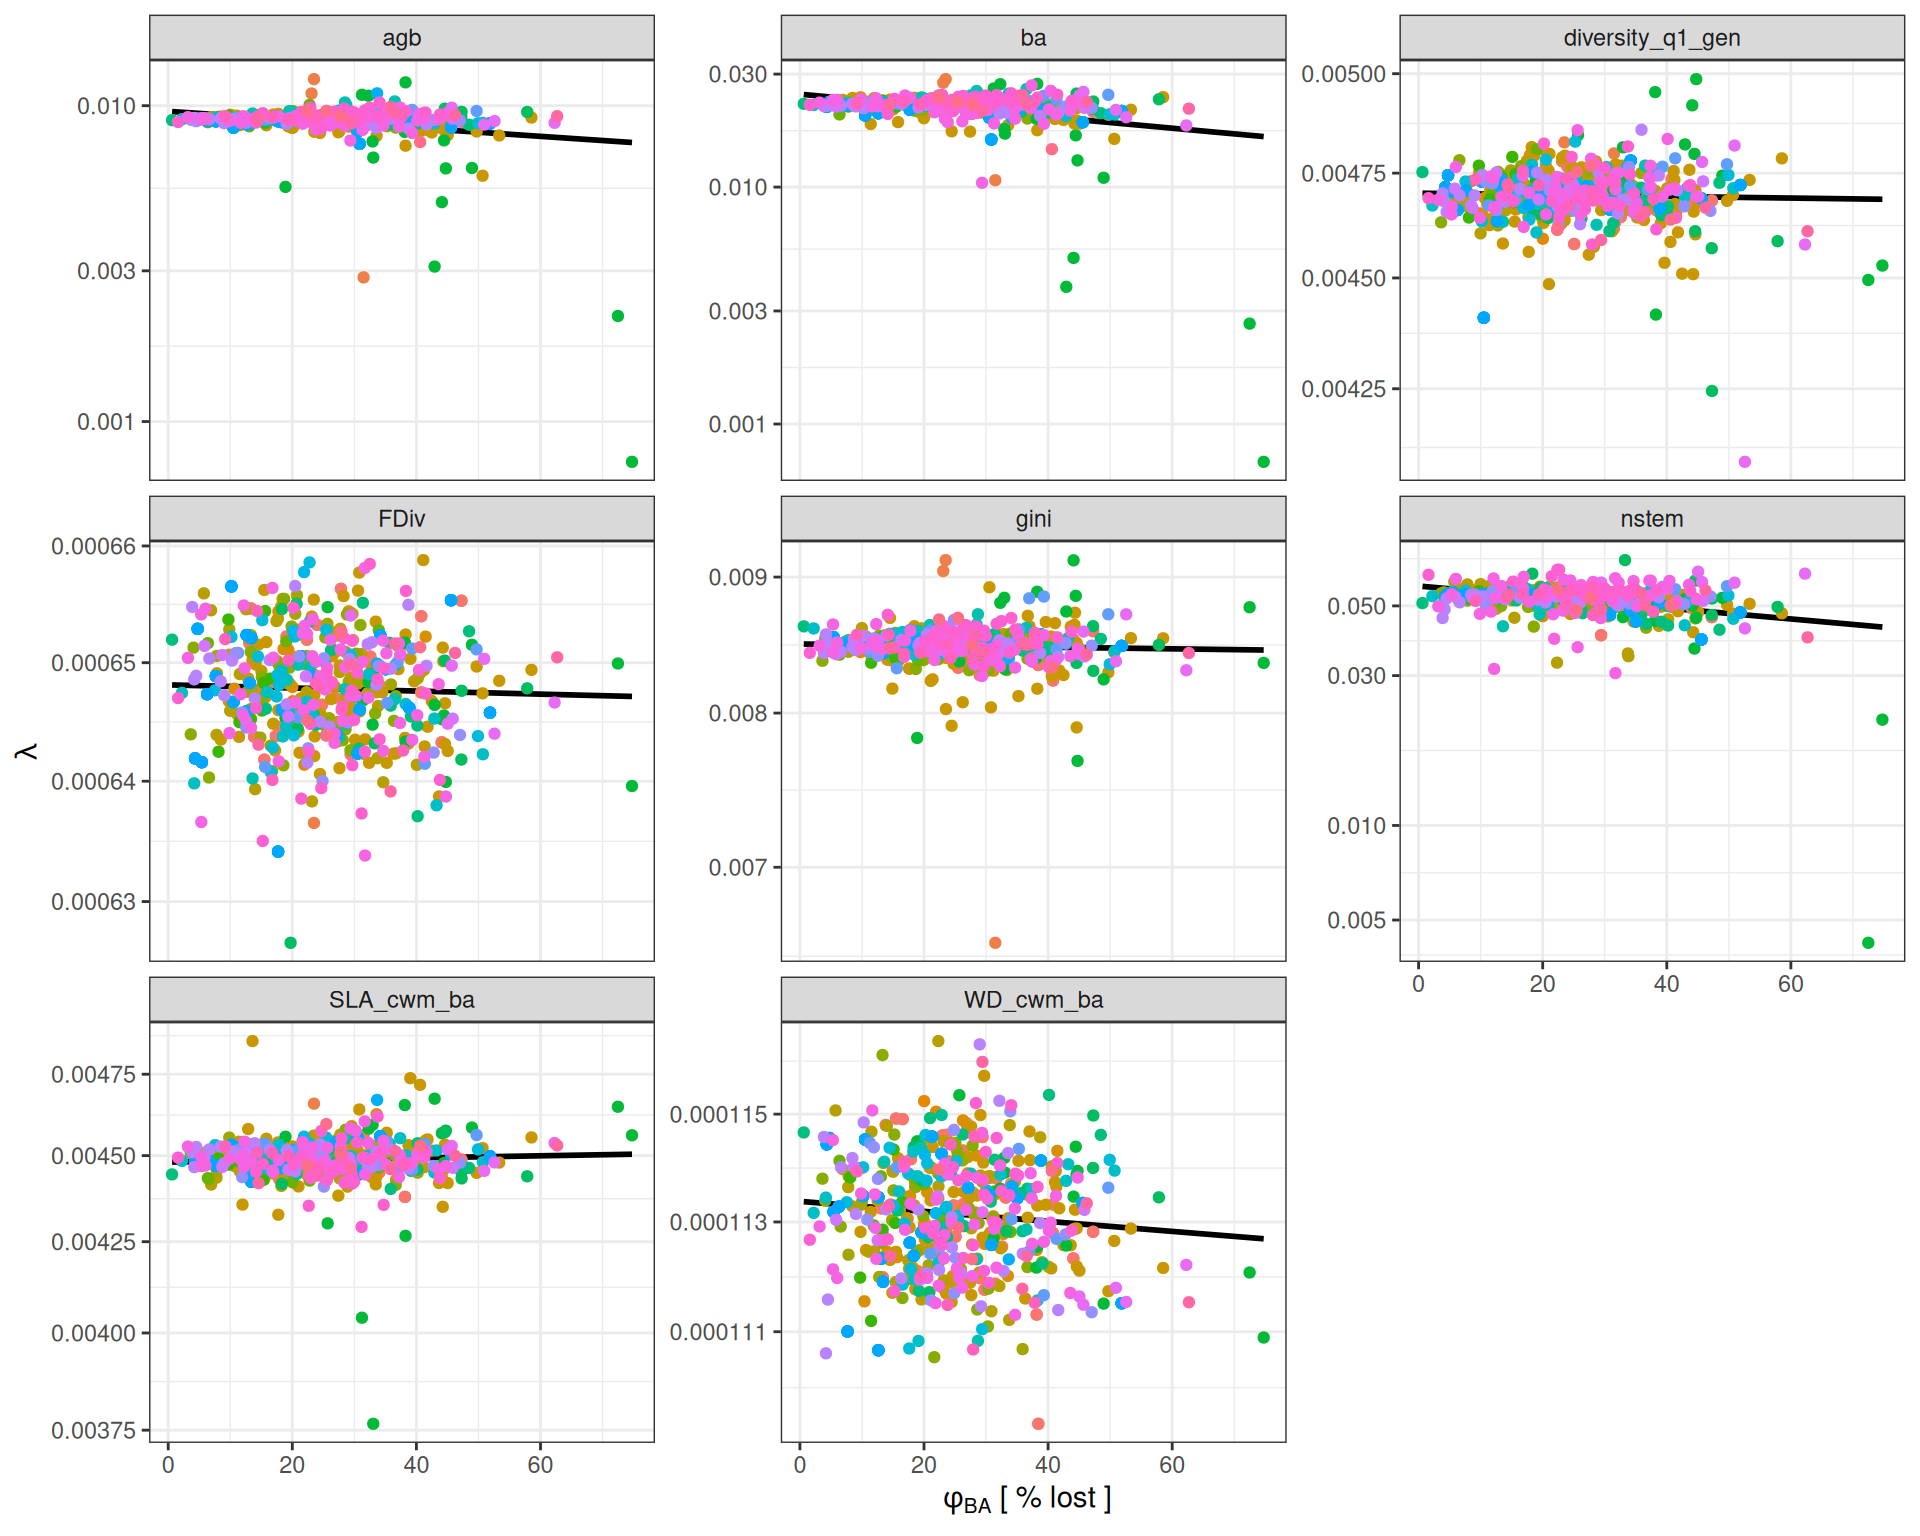 agb
ba
diversity_q1_gen
0.010
0.003
0.001
0.030
0.010
0.003
0.001
0.00500
0.00475
0.00450
0.00425
FDiv
gini
nstem
0.00066
0.00065
0.00064
0.00063
0.009
0.008
0.007
0.050
0.030
0.010
0.005
0 20 40 60
λ
SLA_cwm_ba
WD_cwm_ba
0.00475
0.00450
0.00425
0.00400
0.00375
0.000115
0.000113
0.000111
0 20 40 60
0 20 40 60
φBA [ % lost ]